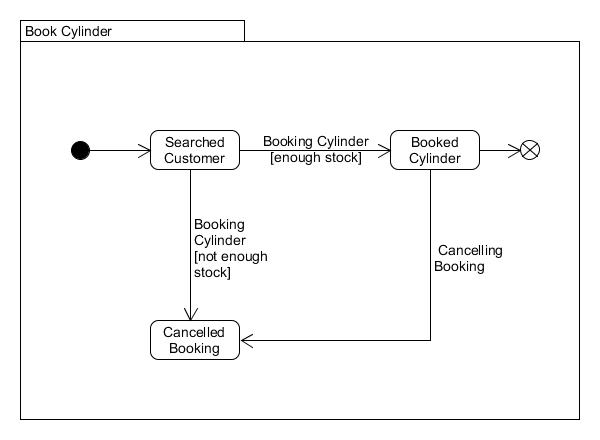 Book Cylinder
Searched
Customer
Booking Cylinder
[enough stock]
Booked
Cylinder
Booking
Cylinder
[not enough
stock]
Cancelling
Booking
Cancelled
Booking